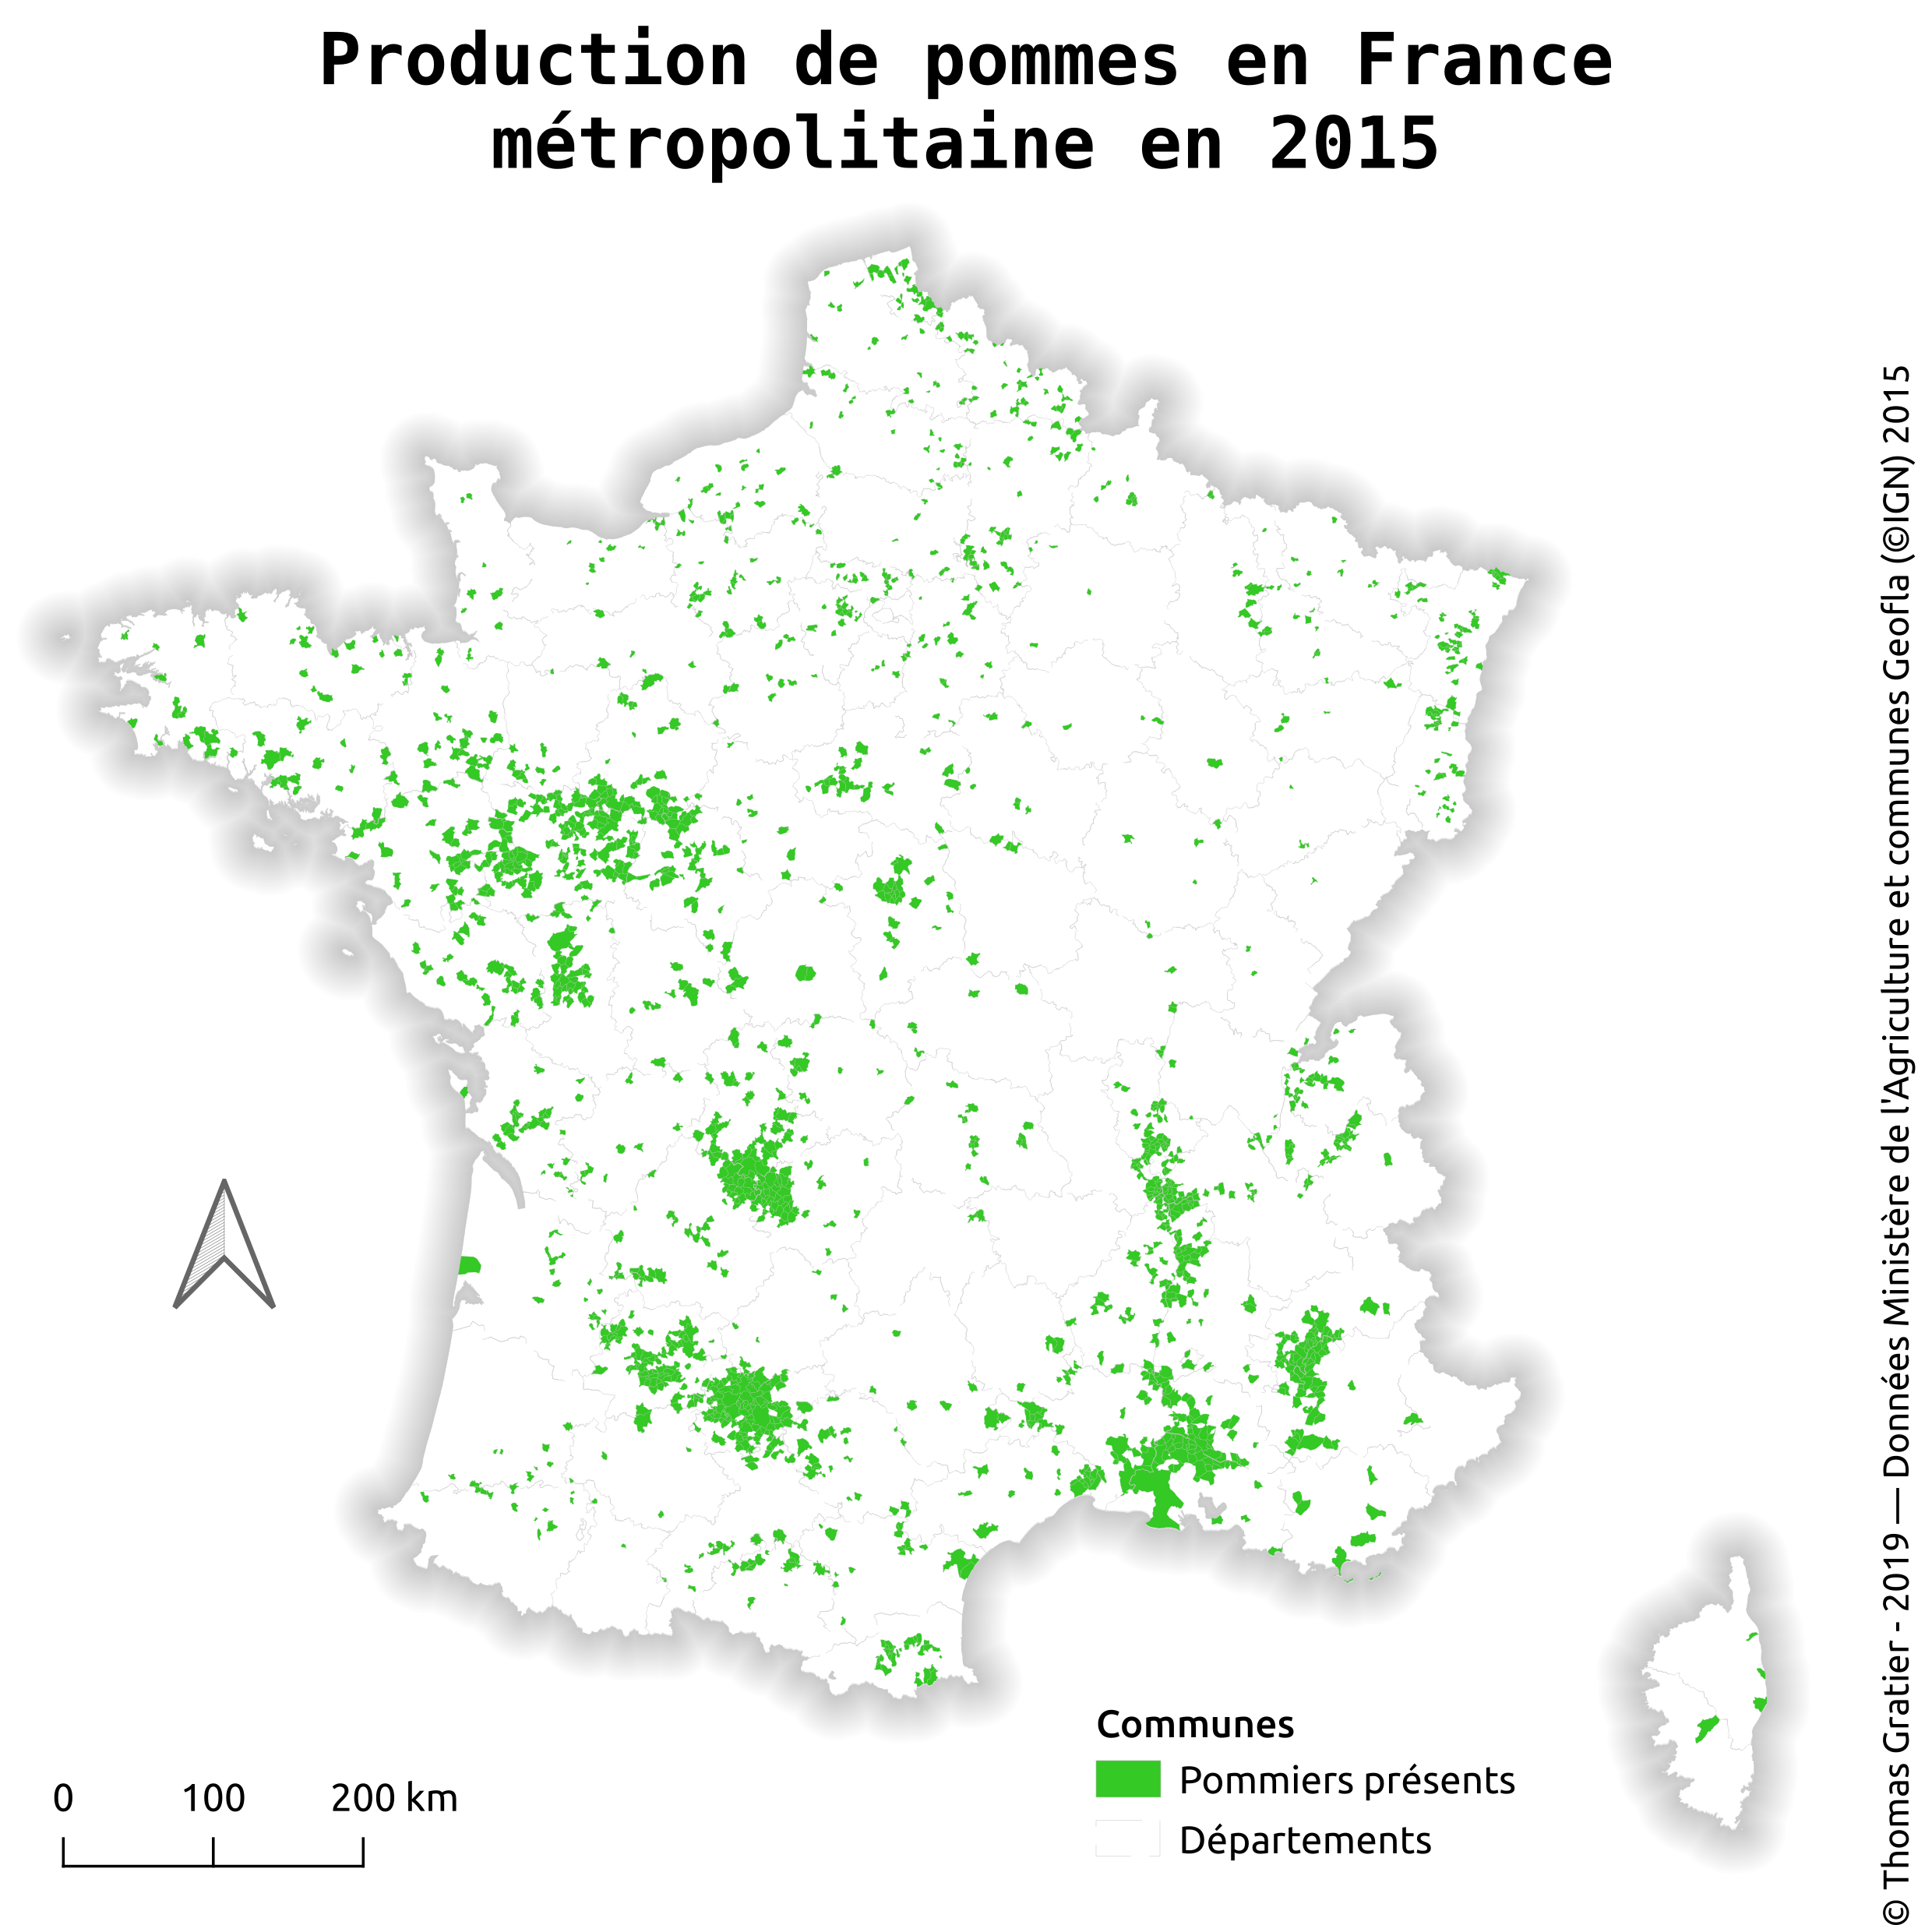 Production de pommes en France
métropolitaine en 2015
© Thomas Gratier - 2019 — Données Ministère de l'Agriculture et communes Geofla (©IGN) 2015
Communes
Pommiers présents
Départements
0 100 200 km